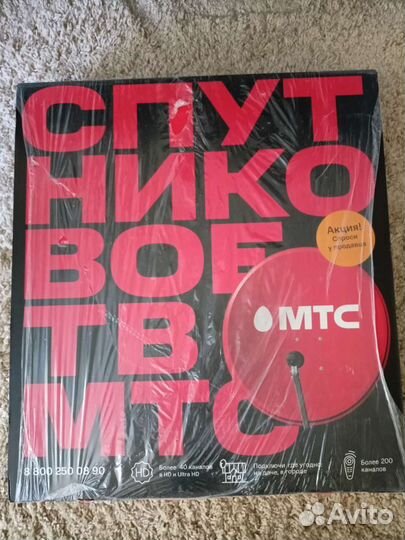 СПУТ
НИКО
ВОЕ
Акция!
Спроси
у продавца
ТВ
МТС
МТС
8 800 250 08 90
HD
Более 40 каналов
в HD и Ultra HD
Подключи где угодно:
на даче, в городе
Более 200
каналов
Avito